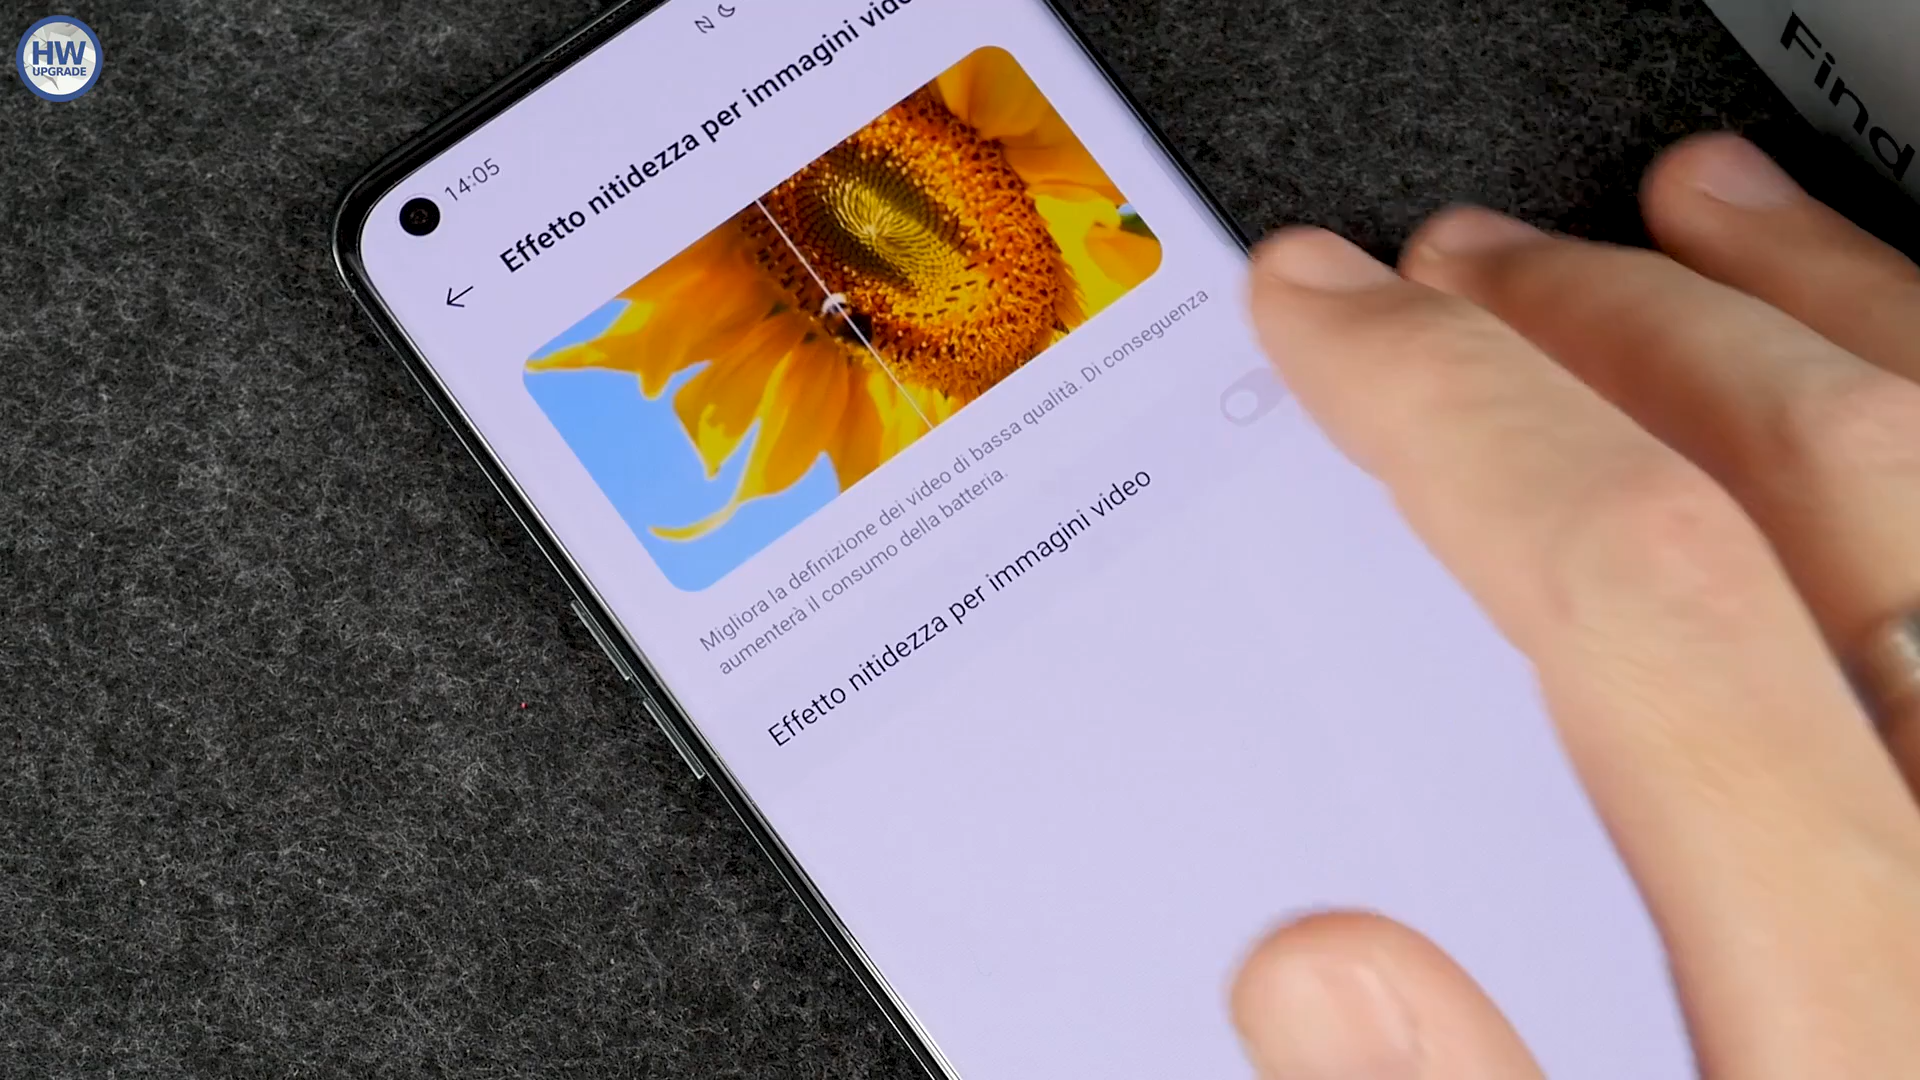 HW
UPGRADE
Find
14:05
Effetto nitidezza per immagini video
Migliora la definizione dei video di bassa qualità. Di conseguenza
aumenterà il consumo della batteria.
Effetto nitidezza per immagini video